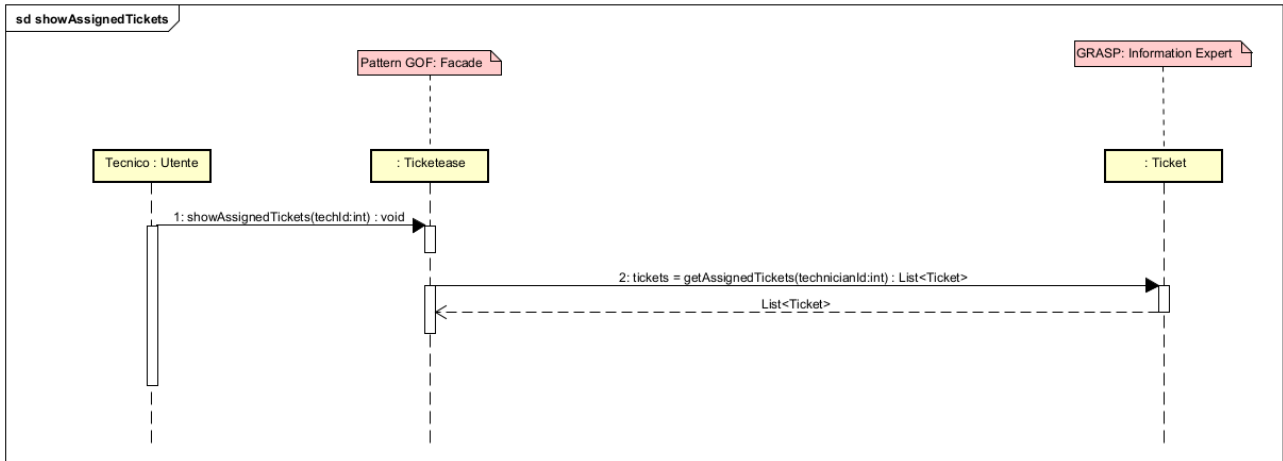 sd showAssignedTickets
Pattern GOF: Facade
GRASP: Information Expert
Tecnico : Utente
: Ticketease
: Ticket
1: showAssignedTickets(techId:int) : void
2: tickets = getAssignedTickets(technicianId:int) : List<Ticket>
List<Ticket>